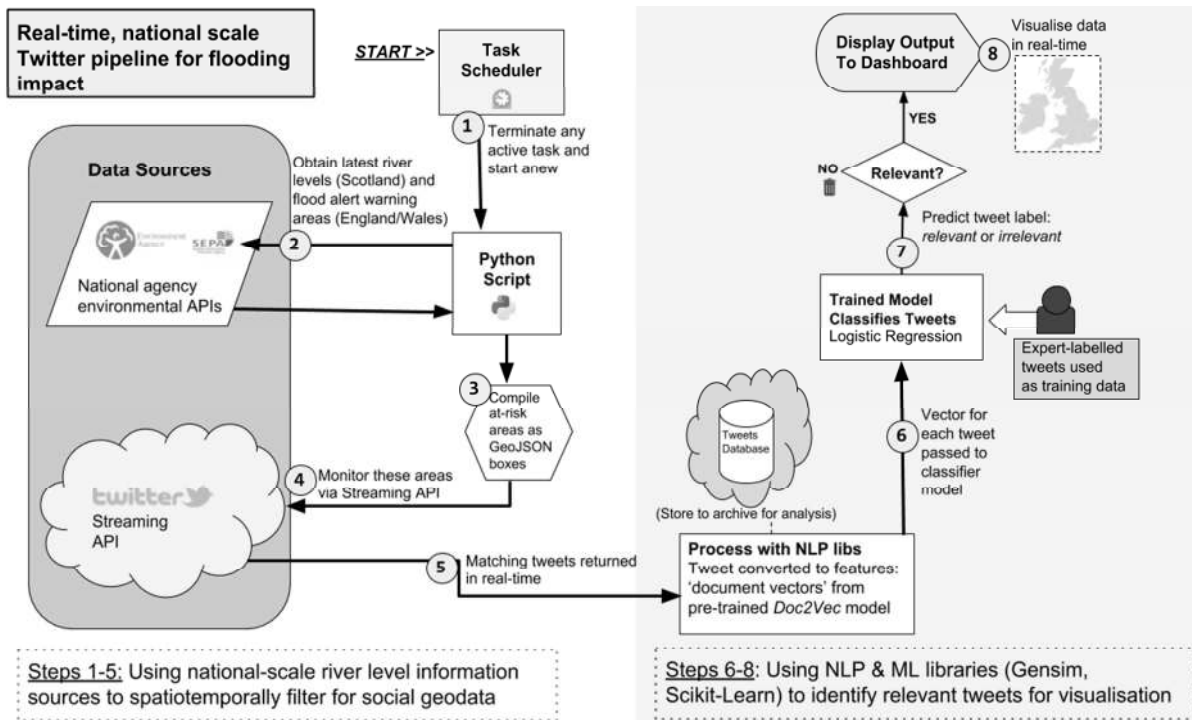 Real-time, national scale
Twitter pipeline for flooding
impact
START >>
Task
Scheduler
1
Terminate any
active task and
start anew
Data Sources
Obtain latest river
levels (Scotland) and
flood alert warning
areas (England/Wales)
2
SEPA
National agency
environmental APIs
Python
Script
3
Compile
at-risk
areas as
GeoJSON
boxes
4
Monitor these areas
via Streaming API
twitter
Streaming
API
5
Matching tweets returned
in real-time
Steps 1-5: Using national-scale river level information
sources to spatiotemporally filter for social geodata
Display Output
To Dashboard
8
Visualise data
in real-time
YES
NO
Relevant?
7
Predict tweet label:
relevant or irrelevant
Trained Model
Classifies Tweets
Logistic Regression
Expert-labelled
tweets used
as training data
6
Vector for
each tweet
passed to
classifier
model
Tweets
Database
(Store to archive for analysis)
Process with NLP libs
Tweet converted to features:
‘document vectors’ from
pre-trained Doc2Vec model
Steps 6-8: Using NLP & ML libraries (Gensim,
Scikit-Learn) to identify relevant tweets for visualisation